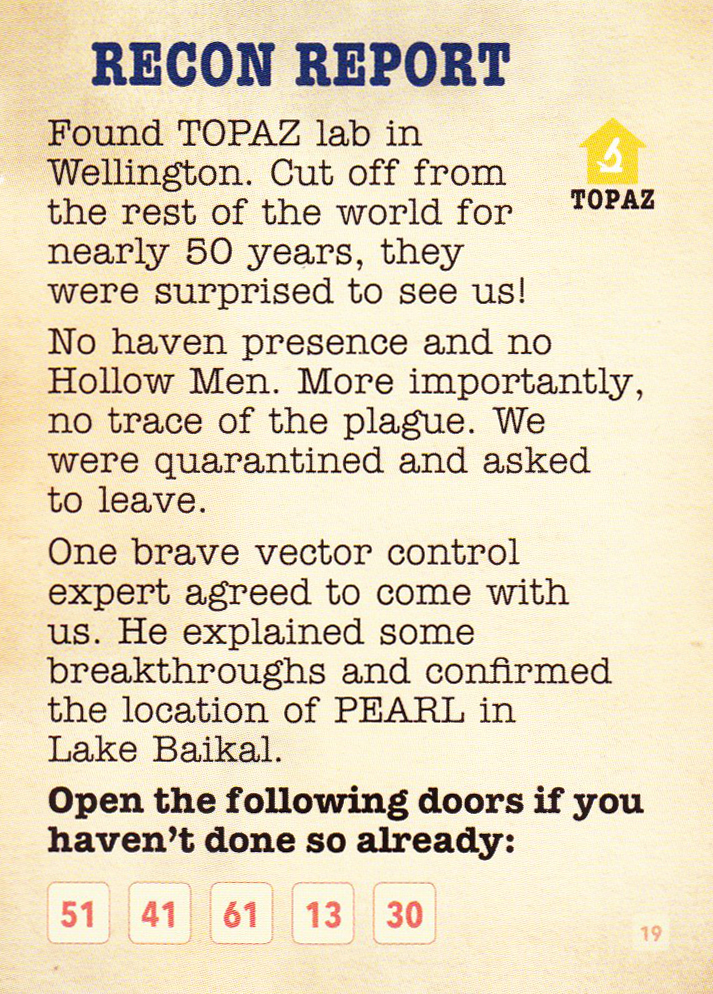 RECON REPORT
Found TOPAZ lab in
Wellington. Cut off from
the rest of the world for
nearly 50 years, they
were surprised to see us!
TOPAZ
No haven presence and no
Hollow Men. More importantly,
no trace of the plague. We
were quarantined and asked
to leave.
One brave vector control
expert agreed to come with
us. He explained some
breakthroughs and confirmed
the location of PEARL in
Lake Baikal.
Open the following doors if you
haven't done so already:
51 41 61 13 30
19